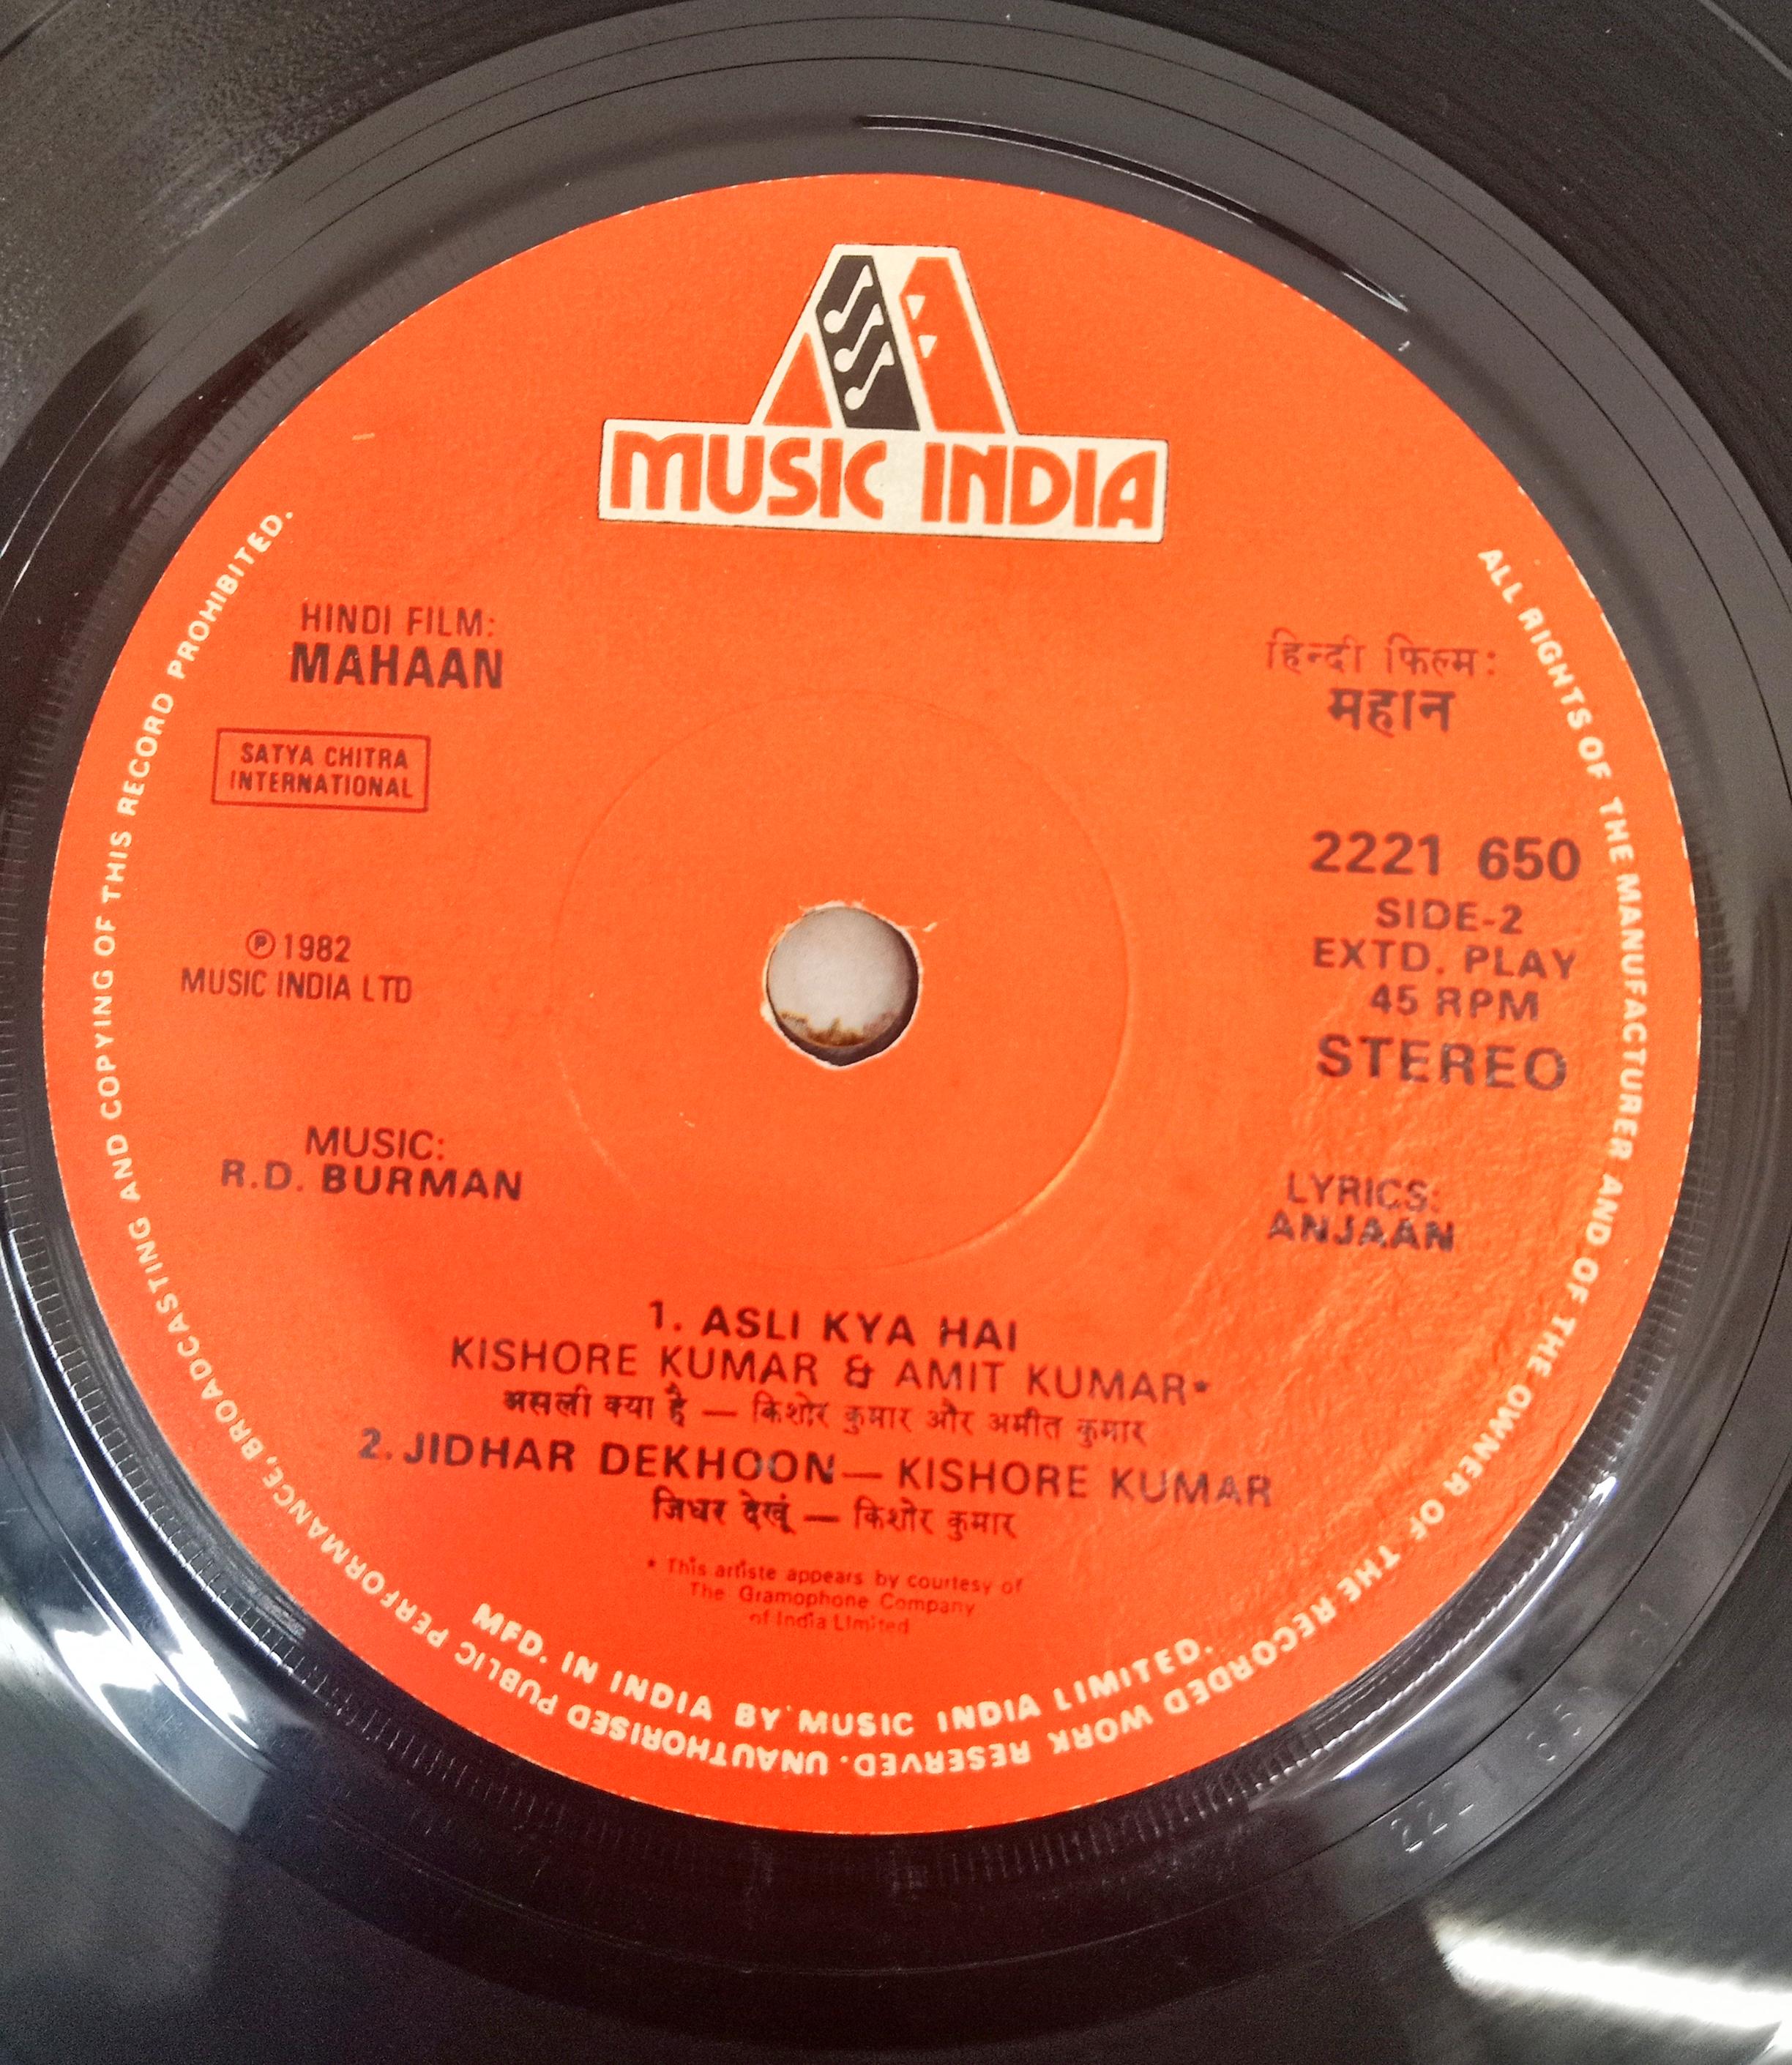 MUSIC INDIA
HINDI FILM:
MAHAAN
SATYA CHITRA
INTERNATIONAL
Ⓟ 1982
MUSIC INDIA LTD
MUSIC:
R.D. BURMAN
हिन्दी फिल्म:
महान
2221 650
SIDE-2
EXTD. PLAY
45 RPM
STEREO
LYRICS:
ANJAAN
1. ASLI KYA HAI
KISHORE KUMAR & AMIT KUMAR*
असली क्या है — किशोर कुमार और अमीत कुमार
2. JIDHAR DEKHOON — KISHORE KUMAR
जिधर देखूं — किशोर कुमार
* This artiste appears by courtesy of
The Gramophone Company
of India Limited
MFD. IN INDIA BY MUSIC INDIA LIMITED.
ALL RIGHTS OF THE MANUFACTURER AND OF THE OWNER OF THE RECORDED WORK RESERVED. UNAUTHORISED PUBLIC PERFORMANCE, BROADCASTING AND COPYING OF THIS RECORD PROHIBITED.